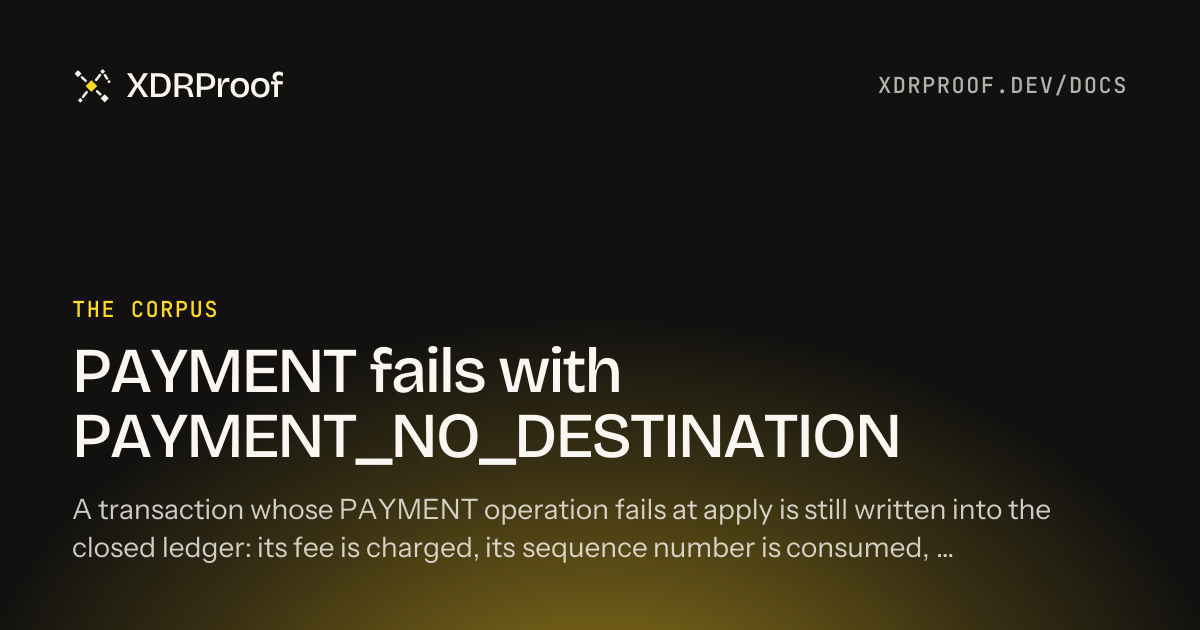 XDRProof
XDRPROOF.DEV/DOCS
THE CORPUS
PAYMENT fails with
PAYMENT_NO_DESTINATION
A transaction whose PAYMENT operation fails at apply is still written into the
closed ledger: its fee is charged, its sequence number is consumed, ...